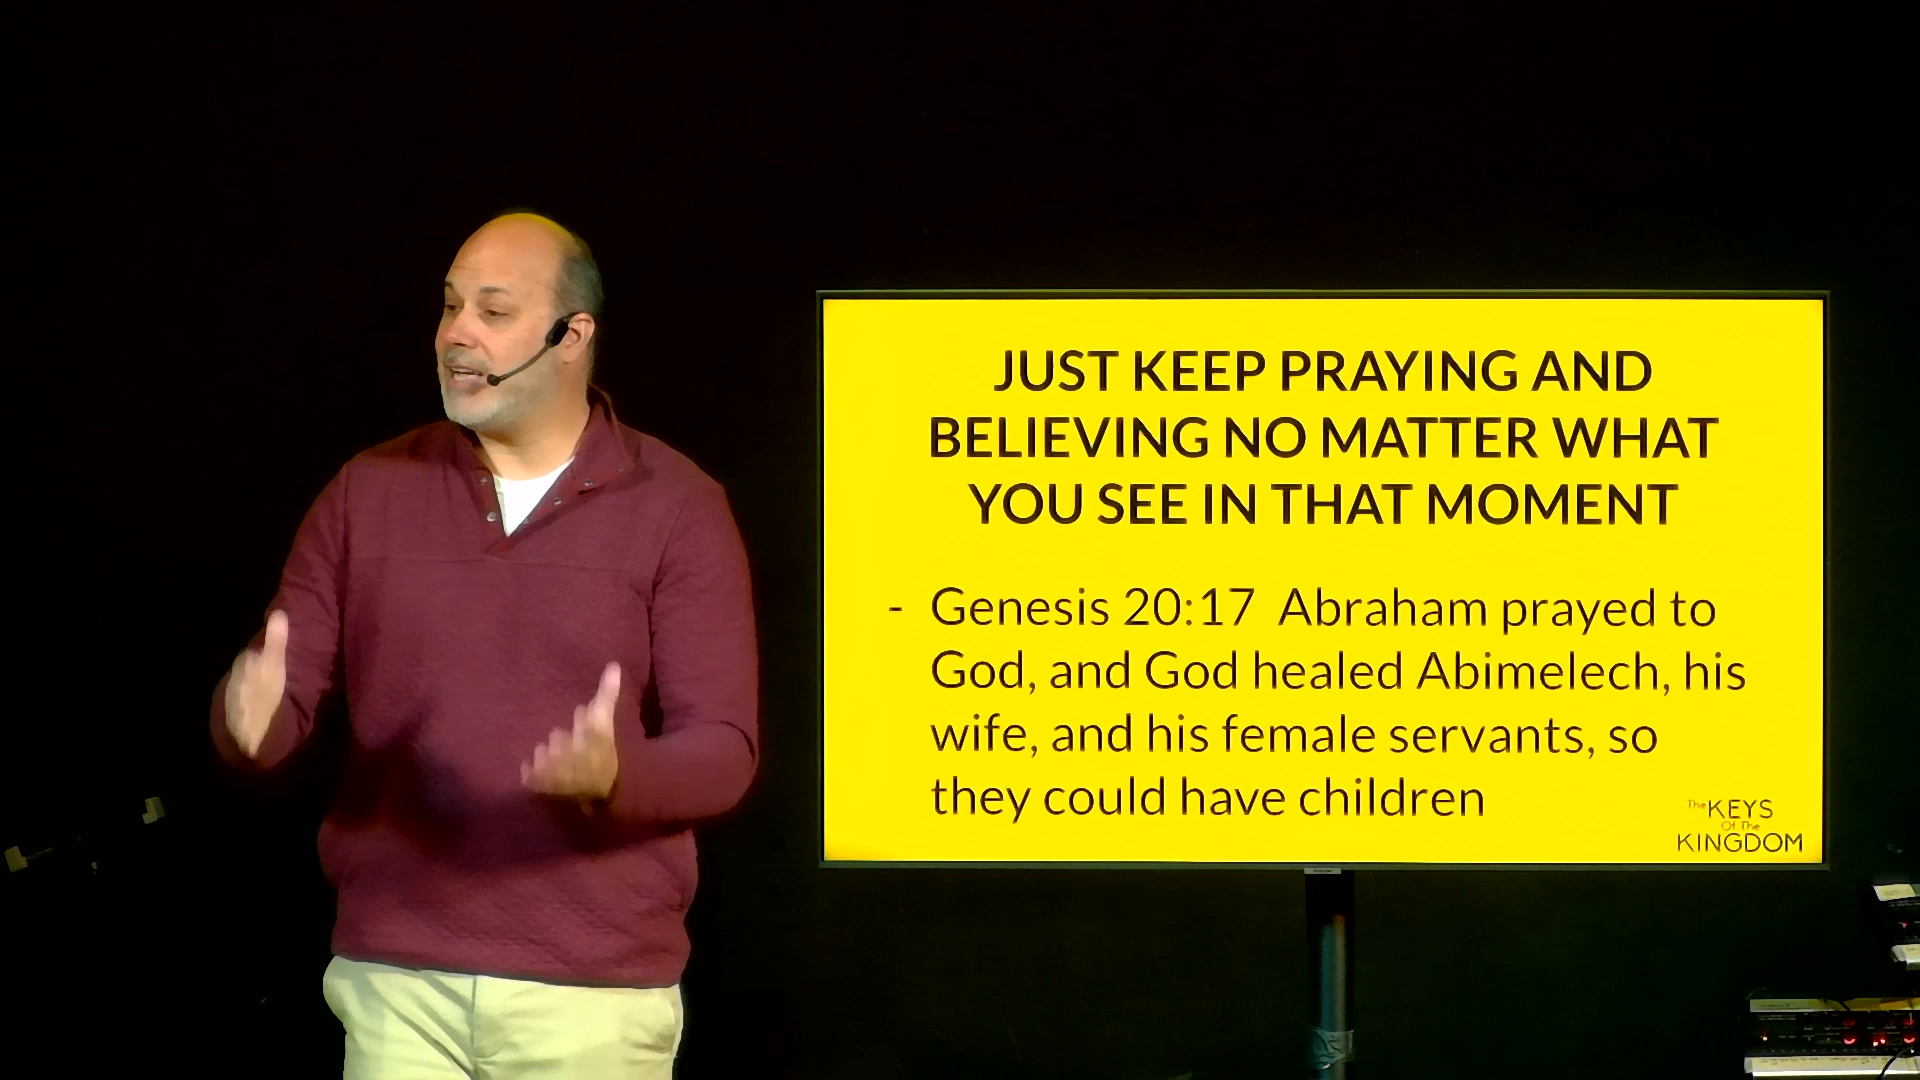 JUST KEEP PRAYING AND
BELIEVING NO MATTER WHAT
YOU SEE IN THAT MOMENT
- Genesis 20:17 Abraham prayed to
God, and God healed Abimelech, his
wife, and his female servants, so
they could have children
The KEYS
Of The
KINGDOM